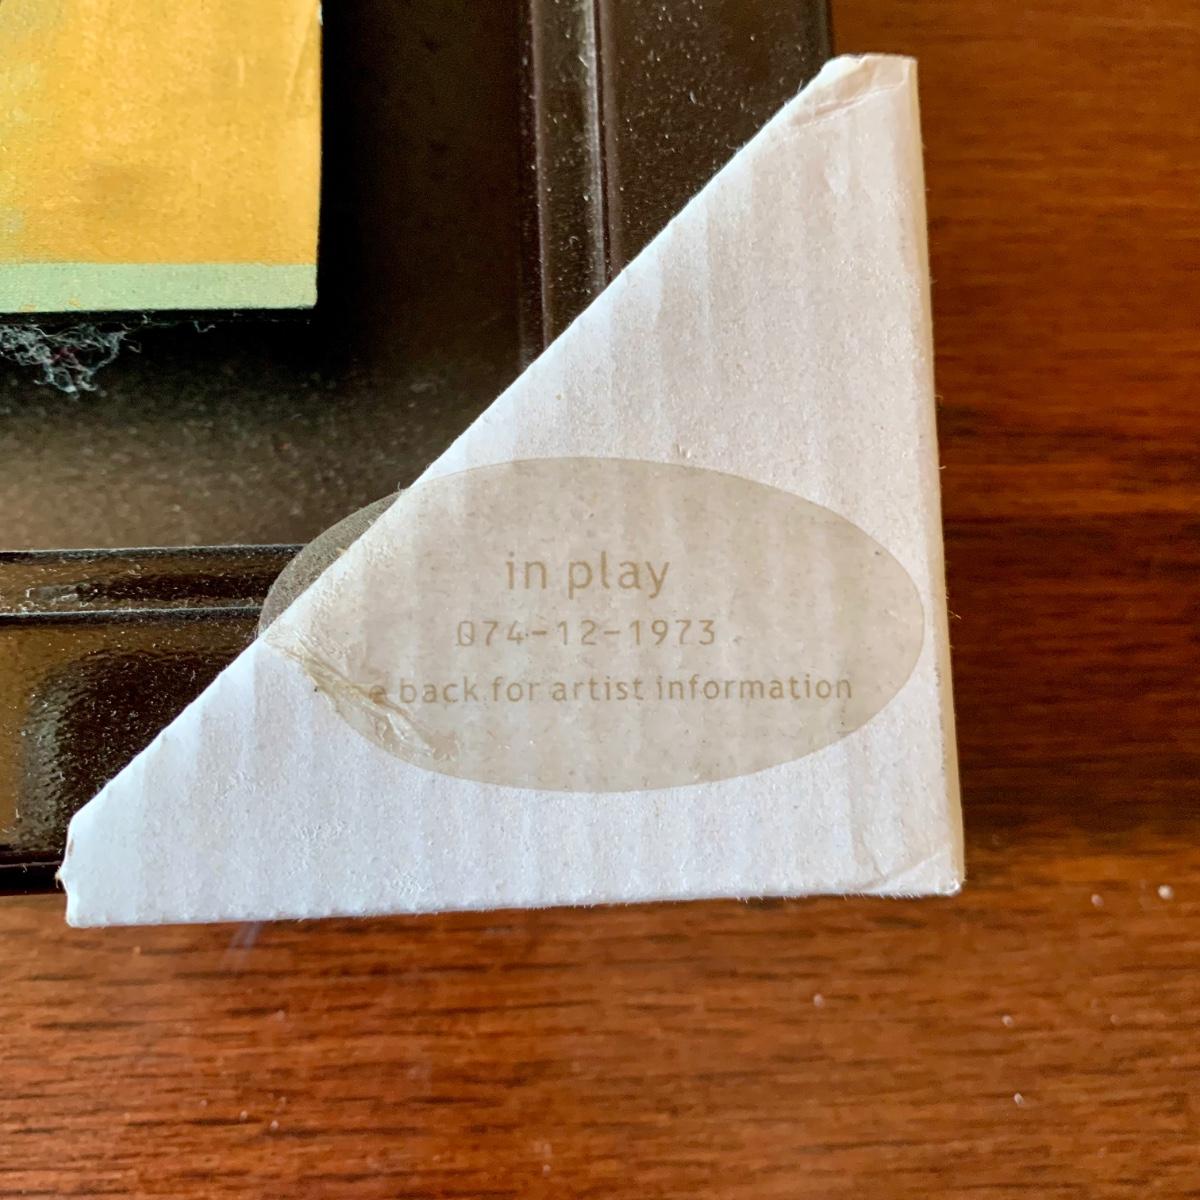 in play
074-12-1973
back for artist information